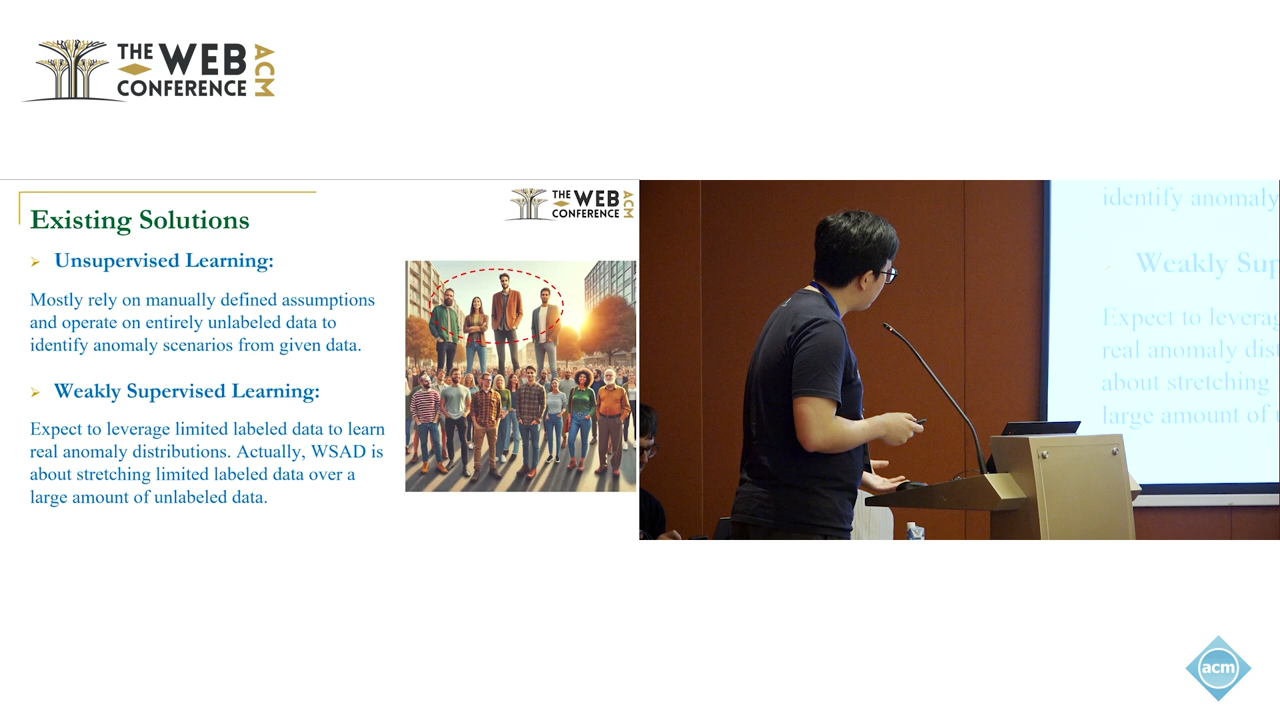 THE WEB
CONFERENCE
ACM
Existing Solutions
THE WEB
CONFERENCE
ACM
Unsupervised Learning:
Mostly rely on manually defined assumptions
and operate on entirely unlabeled data to
identify anomaly scenarios from given data.
Weakly Supervised Learning:
Expect to leverage limited labeled data to learn
real anomaly distributions. Actually, WSAD is
about stretching limited labeled data over a
large amount of unlabeled data.
identify anomaly
Weakly Sup
Expect to leverag
real anomaly dist
about stretching
large amount of
acm